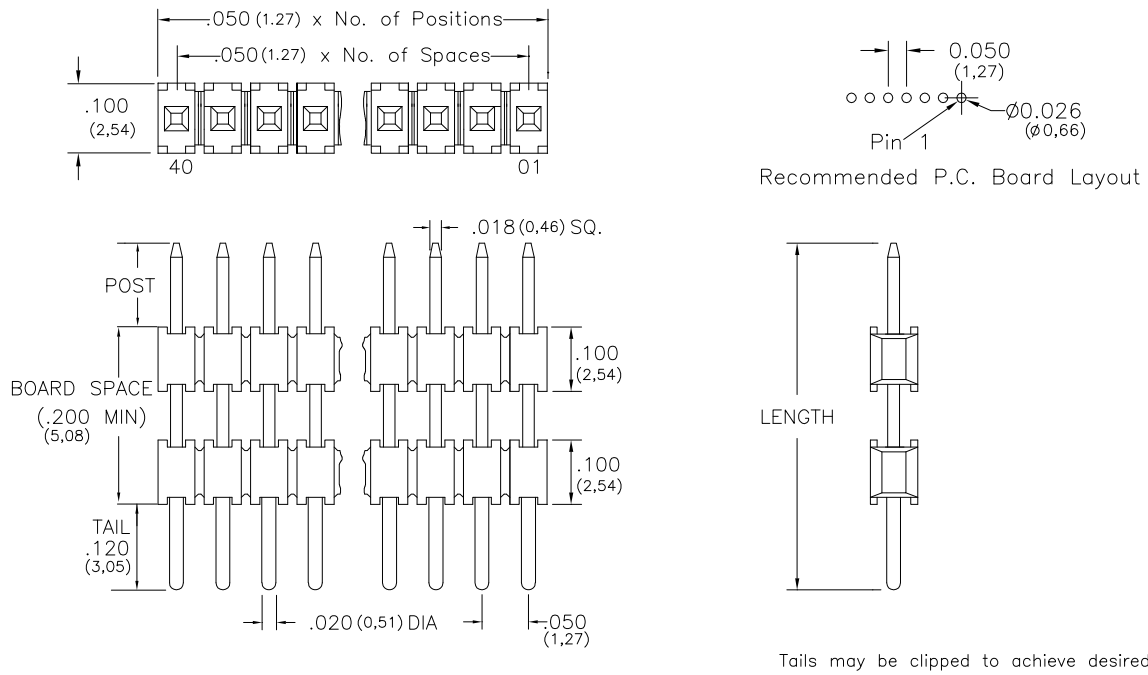 .050 (1.27) x No. of Positions
.050 (1.27) x No. of Spaces
.100
(2,54)
40
01
0.050
(1,27)
Ø0.026
(Ø0,66)
Pin 1
Recommended P.C. Board Layout
.018 (0,46) SQ.
POST
BOARD SPACE
(.200 MIN)
(5,08)
.100
(2,54)
.100
(2,54)
TAIL
.120
(3,05)
.020 (0,51) DIA
.050
(1,27)
LENGTH
Tails may be clipped to achieve desired